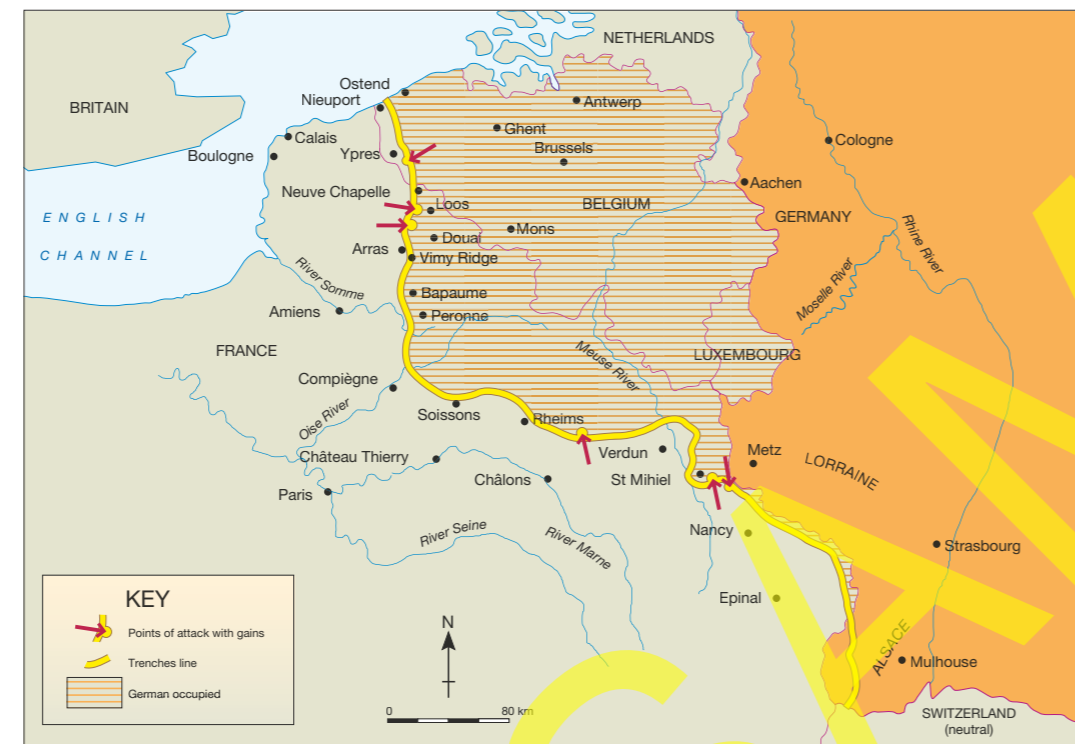 NETHERLANDS
BRITAIN
Ostend
Nieuport
Antwerp
Calais
Ghent
Cologne
Boulogne
Ypres
Brussels
Aachen
Neuve Chapelle
Loos
BELGIUM
GERMANY
ENGLISH
CHANNEL
Mons
Douai
Arras
Vimy Ridge
Rhine River
River Somme
Moselle River
Bapaume
Amiens
Peronne
FRANCE
Meuse River
LUXEMBOURG
Compiègne
Soissons
Oise River
Rheims
Verdun
Metz
Château Thierry
LORRAINE
St Mihiel
Paris
Châlons
Nancy
River Seine
River Marne
Strasbourg
Epinal
ALSACE
Mulhouse
SWITZERLAND
(neutral)
KEY
Points of attack with gains
Trenches line
German occupied
N
0 80 km